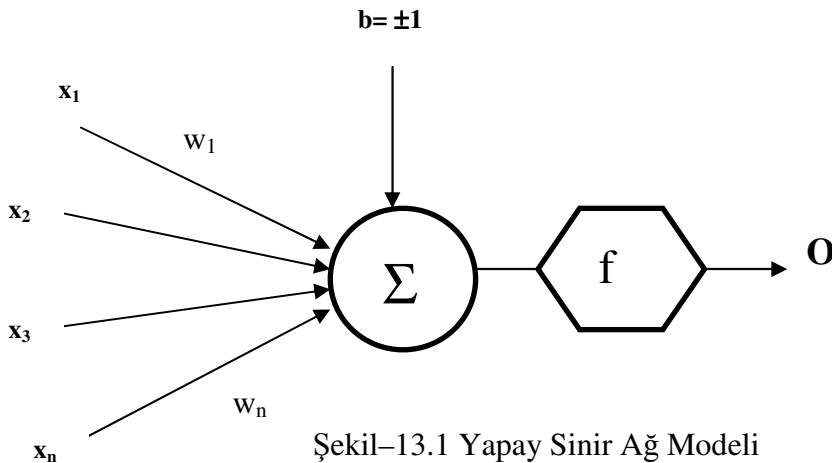 b= ±1
x₁
w₁
x₂
Σ
f
O
x₃
wₙ
xₙ
Şekil–13.1 Yapay Sinir Ağ Modeli